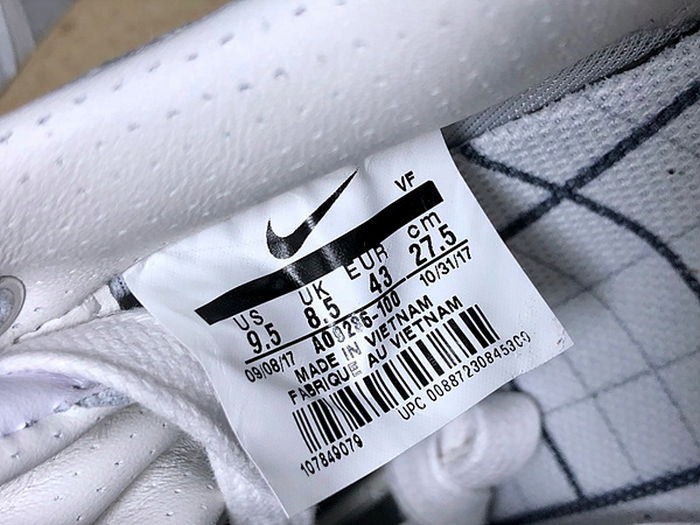 VF
US UK EUR cm
9.5 8.5 43 27.5
09/08/17 10/31/17
MADE IN VIETNAM
FABRIQUE AU VIETNAM
107849079
UPC 008872308453C0